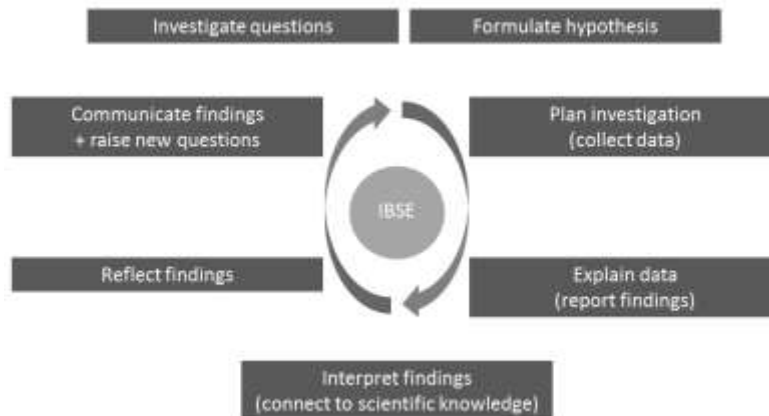 Investigate questions
Formulate hypothesis
Communicate findings
+ raise new questions
Plan investigation
(collect data)
IBSE
Reflect findings
Explain data
(report findings)
Interpret findings
(connect to scientific knowledge)